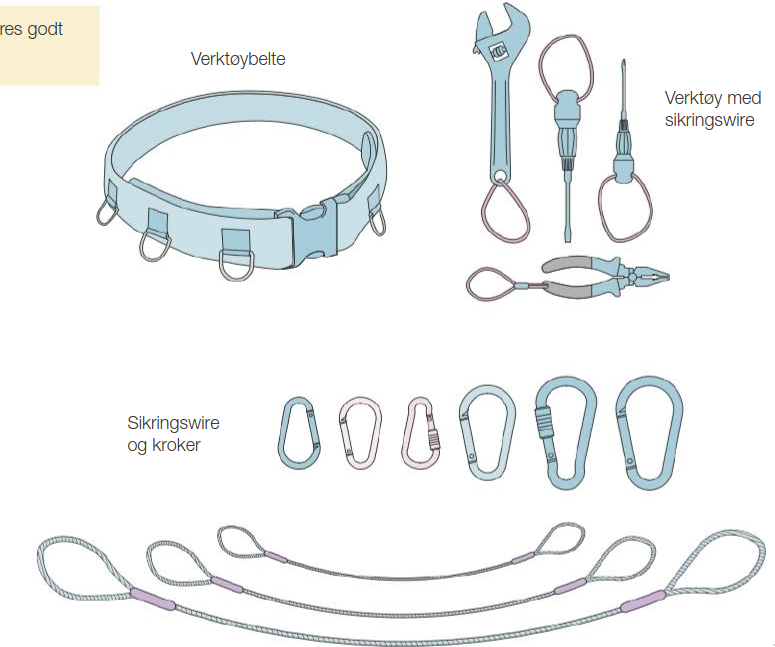 res godt
Verktøybelte
Verktøy med
sikringswire
Sikringswire
og kroker